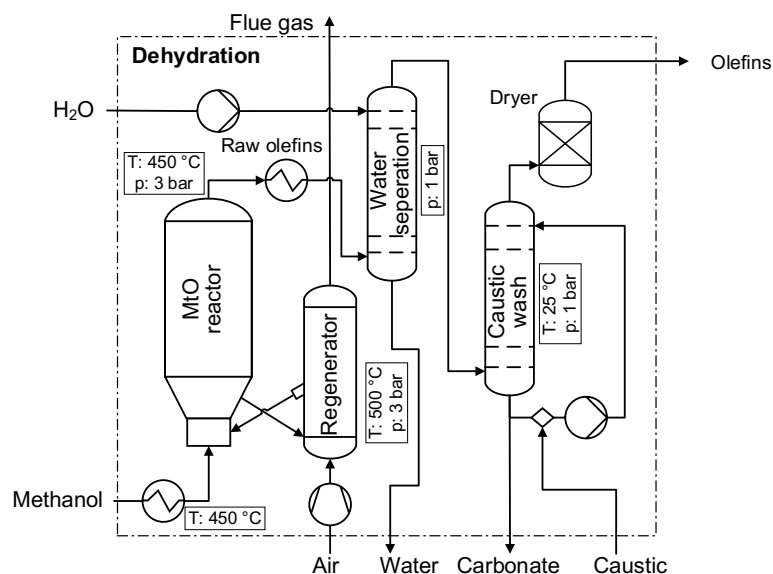 Flue gas
Dehydration
Olefins
Dryer
H₂O
Raw olefins
T: 450 °C
p: 3 bar
Water
seperation
p: 1 bar
MtO
reactor
Caustic
wash
T: 25 °C
p: 1 bar
Regenerator
T: 500 °C
p: 3 bar
Methanol
T: 450 °C
Air
Water
Carbonate
Caustic